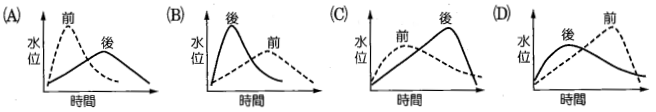 (A) 水位 前 後 時間
(B) 水位 後 前 時間
(C) 水位 前 後 時間
(D) 水位 後 前 時間